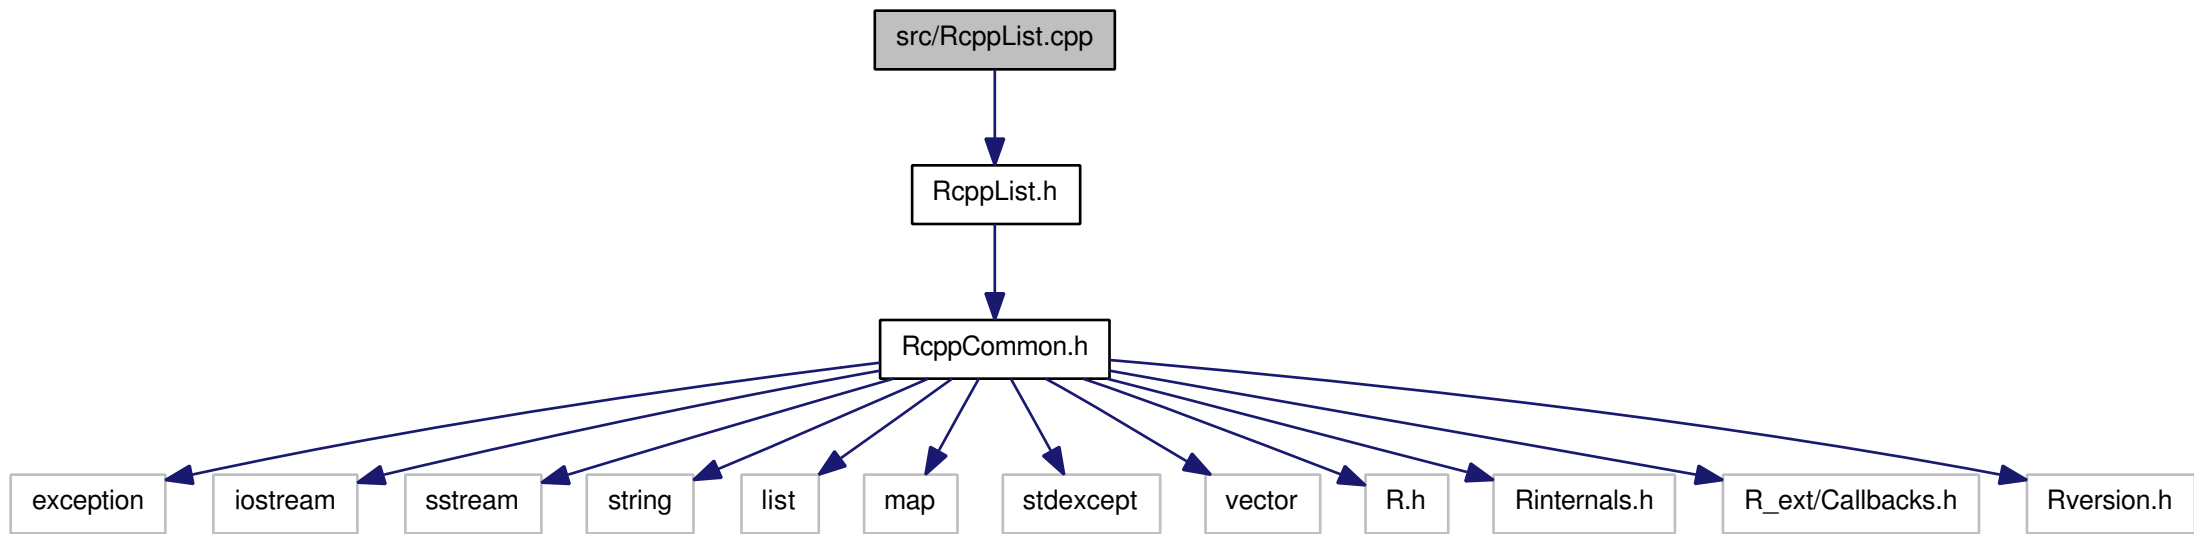 src/RcppList.cpp
RcppList.h
RcppCommon.h
exception
iostream
sstream
string
list
map
stdexcept
vector
R.h
Rinternals.h
R_ext/Callbacks.h
Rversion.h